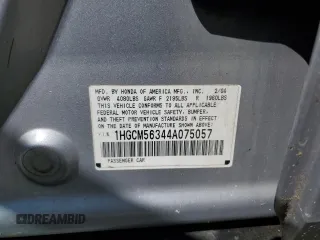 MFD. BY HONDA OF AMERICA MFG., INC. 2/04
GVWR 4080LBS GAWR F 2195LBS R 1960LBS
THIS VEHICLE CONFORMS TO ALL APPLICABLE
FEDERAL MOTOR VEHICLE SAFETY, BUMPER,
AND THEFT PREVENTION STANDARDS IN EFFECT
ON THE DATE OF MANUFACTURE SHOWN ABOVE.
V.I.N. 1HGCM56344A075057
PASSENGER CAR
© DREAMBID